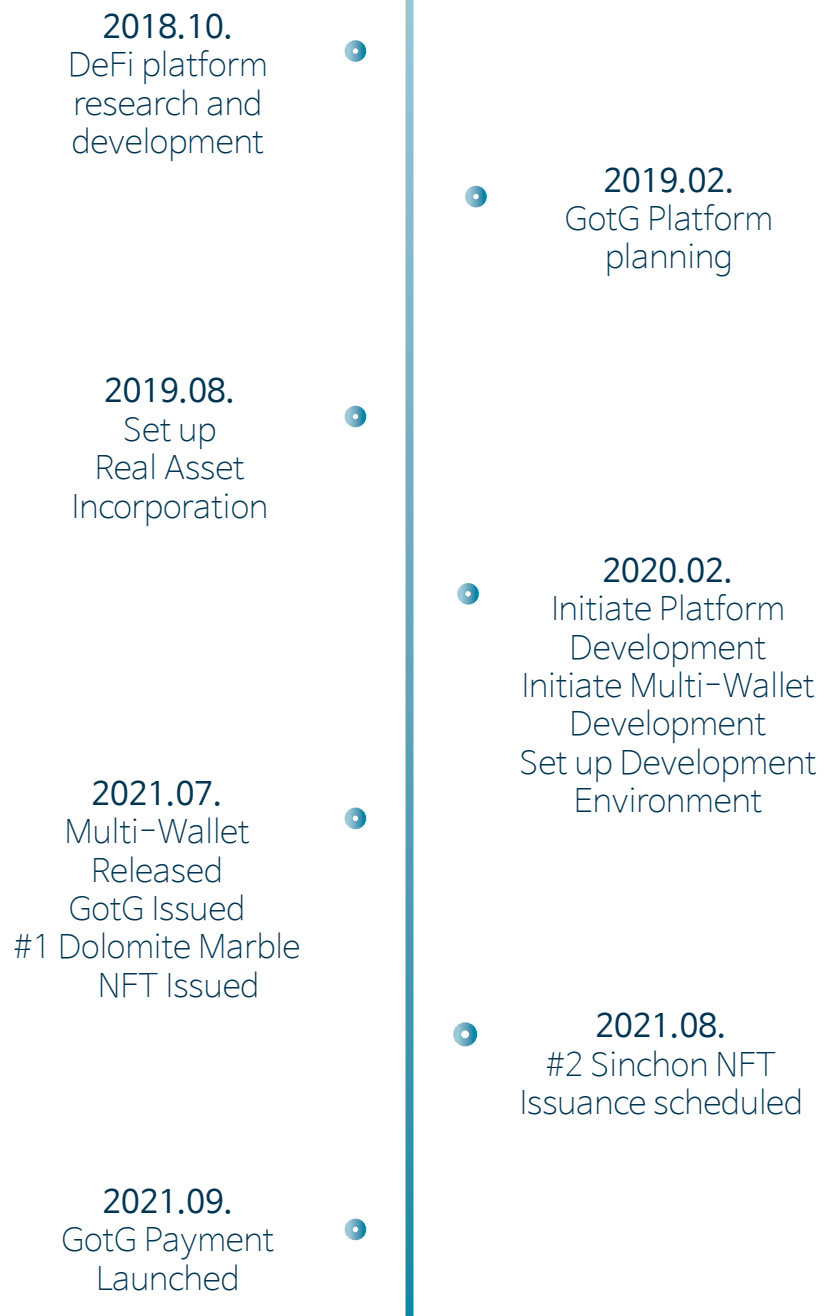 2018.10.
DeFi platform
research and
development
2019.02.
GotG Platform
planning
2019.08.
Set up
Real Asset
Incorporation
2020.02.
Initiate Platform
Development
Initiate Multi-Wallet
Development
Set up Development
Environment
2021.07.
Multi-Wallet
Released
GotG Issued
#1 Dolomite Marble
NFT Issued
2021.08.
#2 Sinchon NFT
Issuance scheduled
2021.09.
GotG Payment
Launched